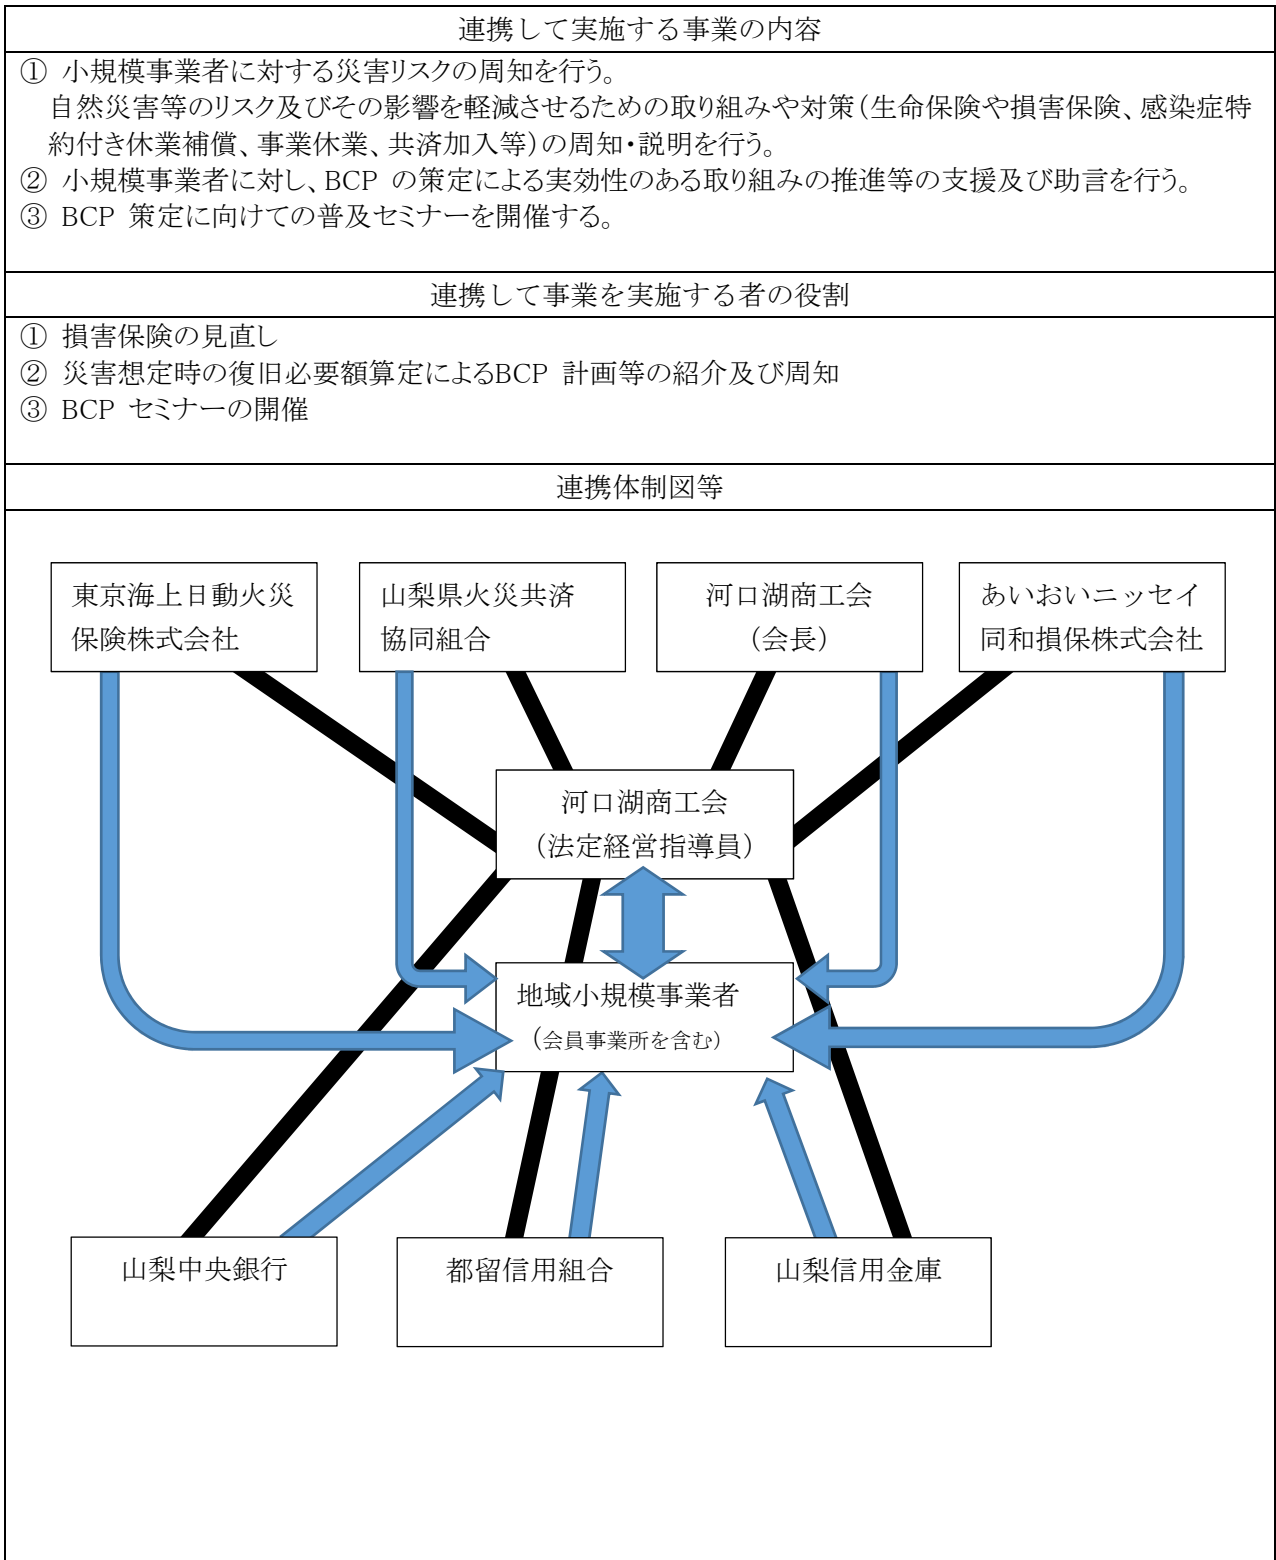 連携して実施する事業の内容
① 小規模事業者に対する災害リスクの周知を行う。
自然災害等のリスク及びその影響を軽減させるための取り組みや対策（生命保険や損害保険、感染症特
約付き休業補償、事業休業、共済加入等）の周知・説明を行う。
② 小規模事業者に対し、BCP の策定による実効性のある取り組みの推進等の支援及び助言を行う。
③ BCP 策定に向けての普及セミナーを開催する。
連携して事業を実施する者の役割
① 損害保険の見直し
② 災害想定時の復旧必要額算定によるBCP 計画等の紹介及び周知
③ BCP セミナーの開催
連携体制図等
東京海上日動火災
保険株式会社
山梨県火災共済
協同組合
河口湖商工会
（会長）
あいおいニッセイ
同和損保株式会社
河口湖商工会
（法定経営指導員）
地域小規模事業者
（会員事業所を含む）
山梨中央銀行
都留信用組合
山梨信用金庫